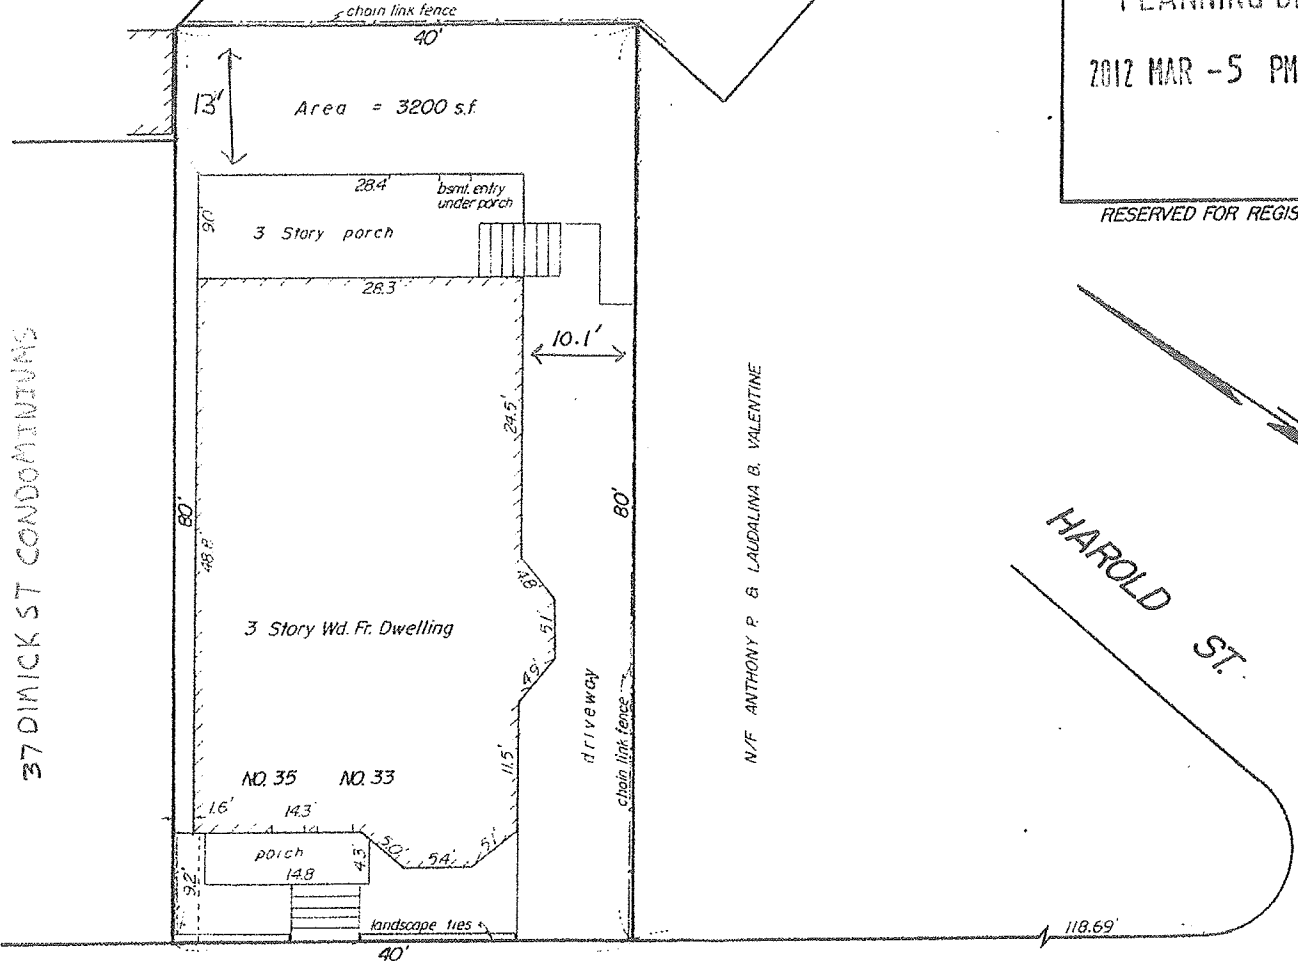 chain link fence
40'
PLANNING
2012 MAR -5 PM
13'
Area = 3200 s.f.
28.4'
bsmt. entry
under porch
RESERVED FOR REGIS
9.0'
3 Story porch
28.3'
10.1'
24.5'
37 DIMICK ST CONDOMINIUMS
80'
48.8'
80'
N/F ANTHONY P. & LAUDALINA B. VALENTINE
HAROLD ST.
4.8'
5.1'
4.9'
3 Story Wd. Fr. Dwelling
driveway
chain link fence
11.5'
NO. 35 NO. 33
1.6'
14.3'
porch
14.8
4.3'
5.0'
5.4'
5.1'
9.2'
landscape ties
40'
118.69'